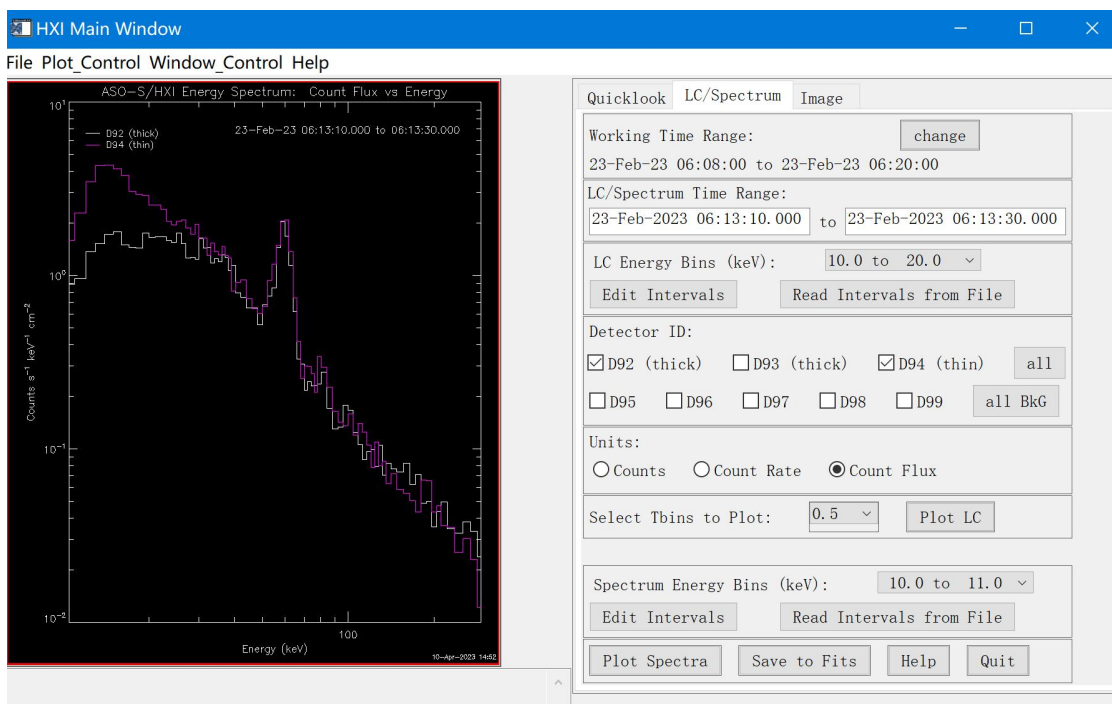 HXI Main Window
File Plot_Control Window_Control Help
ASO-S/HXI Energy Spectrum: Count Flux vs Energy
10¹
D92 (thick)
D94 (thin)
23-Feb-23 06:13:10.000 to 06:13:30.000
10⁰
Counts s⁻¹ keV⁻¹ cm⁻²
10⁻¹
10⁻²
100
Energy (keV)
10-Apr-2023 14:52
Quicklook LC/Spectrum Image
Working Time Range: change
23-Feb-23 06:08:00 to 23-Feb-23 06:20:00
LC/Spectrum Time Range:
23-Feb-2023 06:13:10.000 to 23-Feb-2023 06:13:30.000
LC Energy Bins (keV): 10.0 to 20.0
Edit Intervals Read Intervals from File
Detector ID:
D92 (thick) D93 (thick) D94 (thin) all
D95 D96 D97 D98 D99 all BkG
Units:
Counts Count Rate Count Flux
Select Tbins to Plot: 0.5 Plot LC
Spectrum Energy Bins (keV): 10.0 to 11.0
Edit Intervals Read Intervals from File
Plot Spectra Save to Fits Help Quit